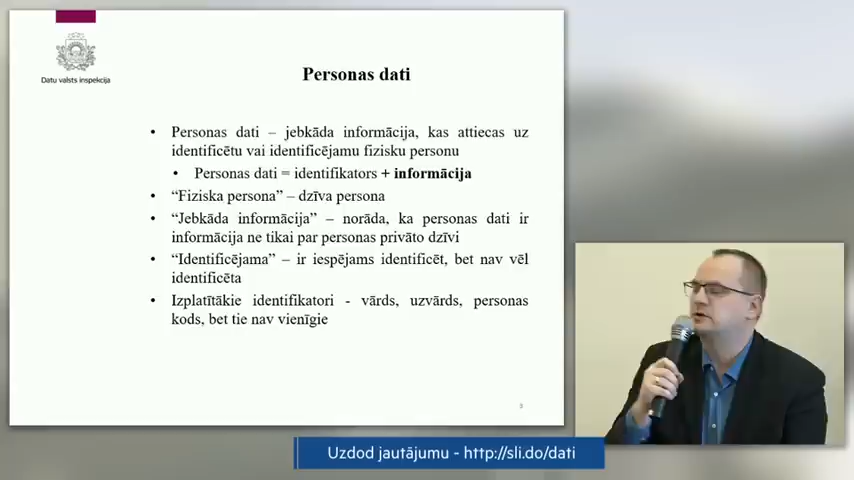 Datu valsts inspekcija
Personas dati
• Personas dati – jebkāda informācija, kas attiecas uz
identificētu vai identificējamu fizisku personu
• Personas dati = identifikators + informācija
• “Fiziska persona” – dzīva persona
• “Jebkāda informācija” – norāda, ka personas dati ir
informācija ne tikai par personas privāto dzīvi
• “Identificējama” – ir iespējams identificēt, bet nav vēl
identificēta
• Izplatītākie identifikatori - vārds, uzvārds, personas
kods, bet tie nav vienīgie
3
Uzdod jautājumu - http://sli.do/dati